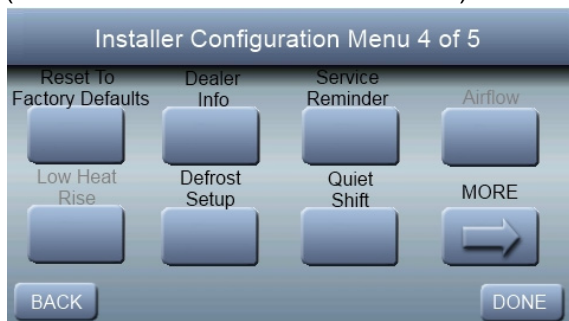 Installer Configuration Menu 4 of 5
Reset To
Factory Defaults
Dealer
Info
Service
Reminder
Airflow
Low Heat
Rise
Defrost
Setup
Quiet
Shift
MORE
BACK
DONE